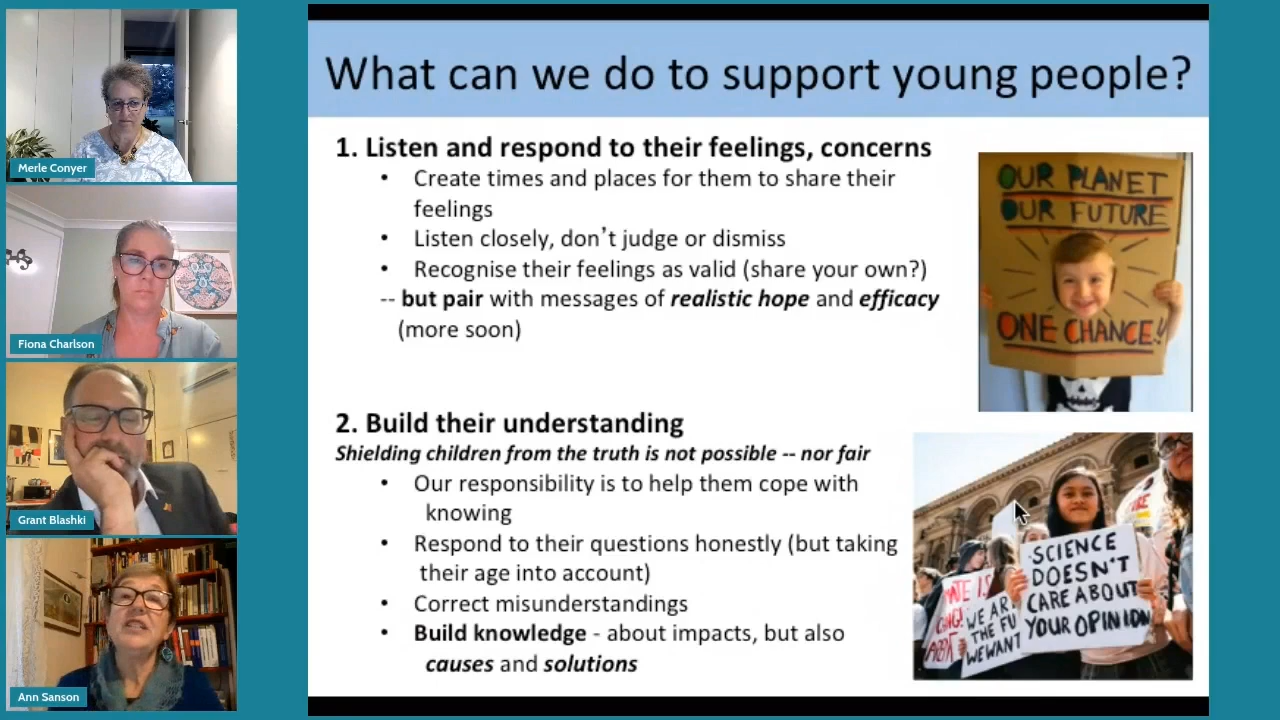 Merle Conyer
Fiona Charlson
Grant Blashki
Ann Sanson
What can we do to support young people?
1. Listen and respond to their feelings, concerns
• Create times and places for them to share their
feelings
• Listen closely, don't judge or dismiss
• Recognise their feelings as valid (share your own?)
-- but pair with messages of realistic hope and efficacy
(more soon)
OUR PLANET
OUR FUTURE
ONE CHANCE!!
2. Build their understanding
Shielding children from the truth is not possible -- nor fair
• Our responsibility is to help them cope with
knowing
• Respond to their questions honestly (but taking
their age into account)
• Correct misunderstandings
• Build knowledge - about impacts, but also
causes and solutions
SCIENCE
DOESN'T
CARE ABOUT
YOUR OPINION
WE AR
THE FU
WE WANT